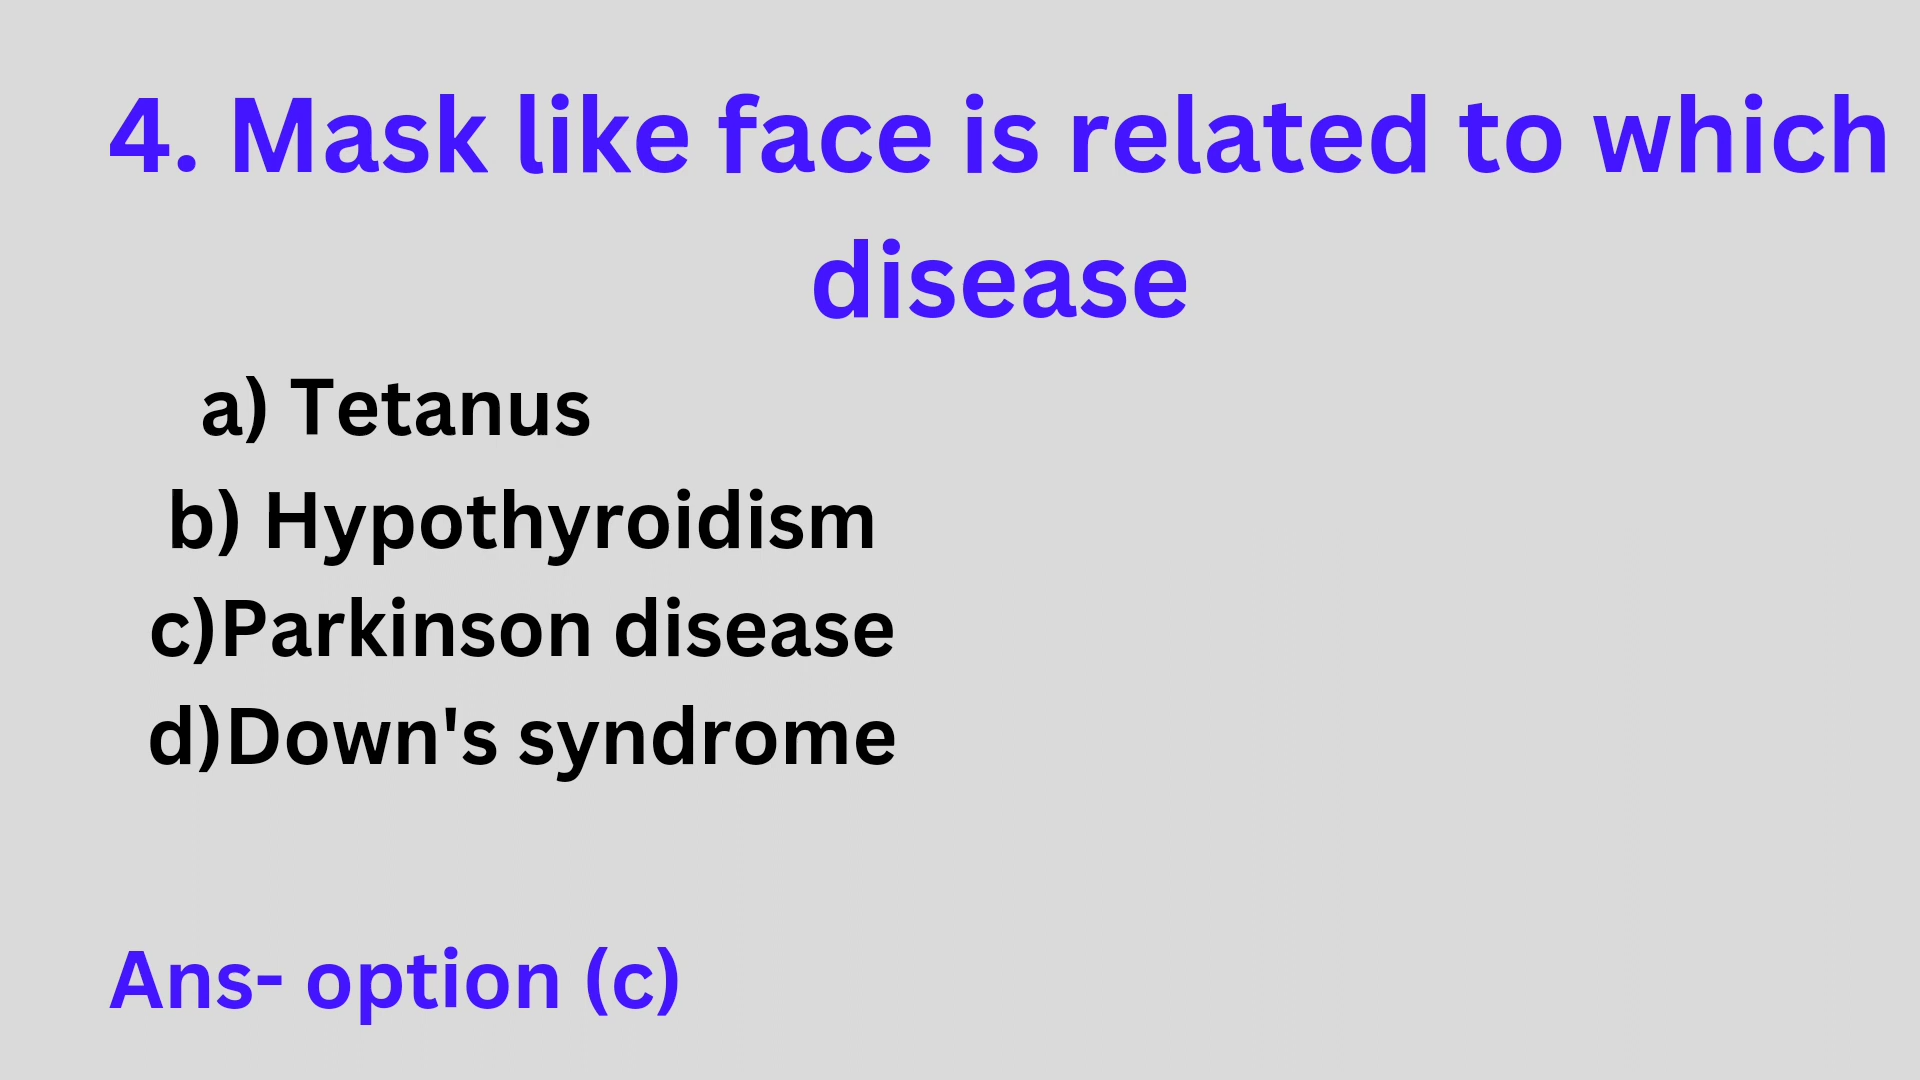 4. Mask like face is related to which
disease
a) Tetanus
b) Hypothyroidism
c)Parkinson disease
d)Down's syndrome
Ans- option (c)